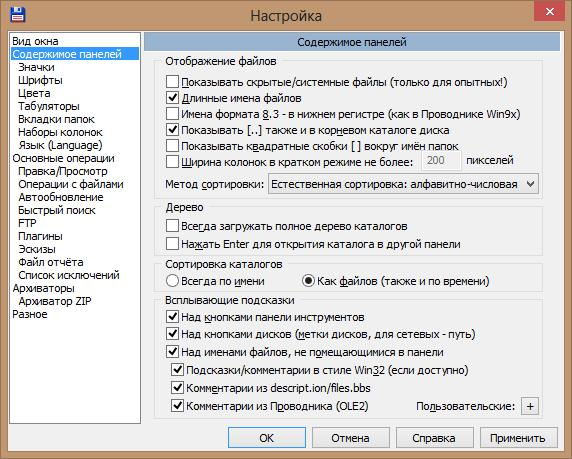 Настройка
Вид окна
Содержимое панелей
Значки
Шрифты
Цвета
Табуляторы
Вкладки папок
Наборы колонок
Язык (Language)
Основные операции
Правка/Просмотр
Операции с файлами
Автообновление
Быстрый поиск
FTP
Плагины
Эскизы
Файл отчёта
Список исключений
Архиваторы
Архиватор ZIP
Разное
Содержимое панелей
Отображение файлов
Показывать скрытые/системные файлы (только для опытных!)
Длинные имена файлов
Имена формата 8.3 - в нижнем регистре (как в Проводнике Win9x)
Показывать [..] также и в корневом каталоге диска
Показывать квадратные скобки [ ] вокруг имён папок
Ширина колонок в кратком режиме не более: 200 пикселей
Метод сортировки: Естественная сортировка: алфавитно-числовая
Дерево
Всегда загружать полное дерево каталогов
Нажать Enter для открытия каталога в другой панели
Сортировка каталогов
Всегда по имени Как файлов (также и по времени)
Всплывающие подсказки
Над кнопками панели инструментов
Над кнопками дисков (метки дисков, для сетевых - путь)
Над именами файлов, не помещающимися в панели
Подсказки/комментарии в стиле Win32 (если доступно)
Комментарии из descript.ion/files.bbs
Комментарии из Проводника (OLE2) Пользовательские: +
ОК Отмена Справка Применить